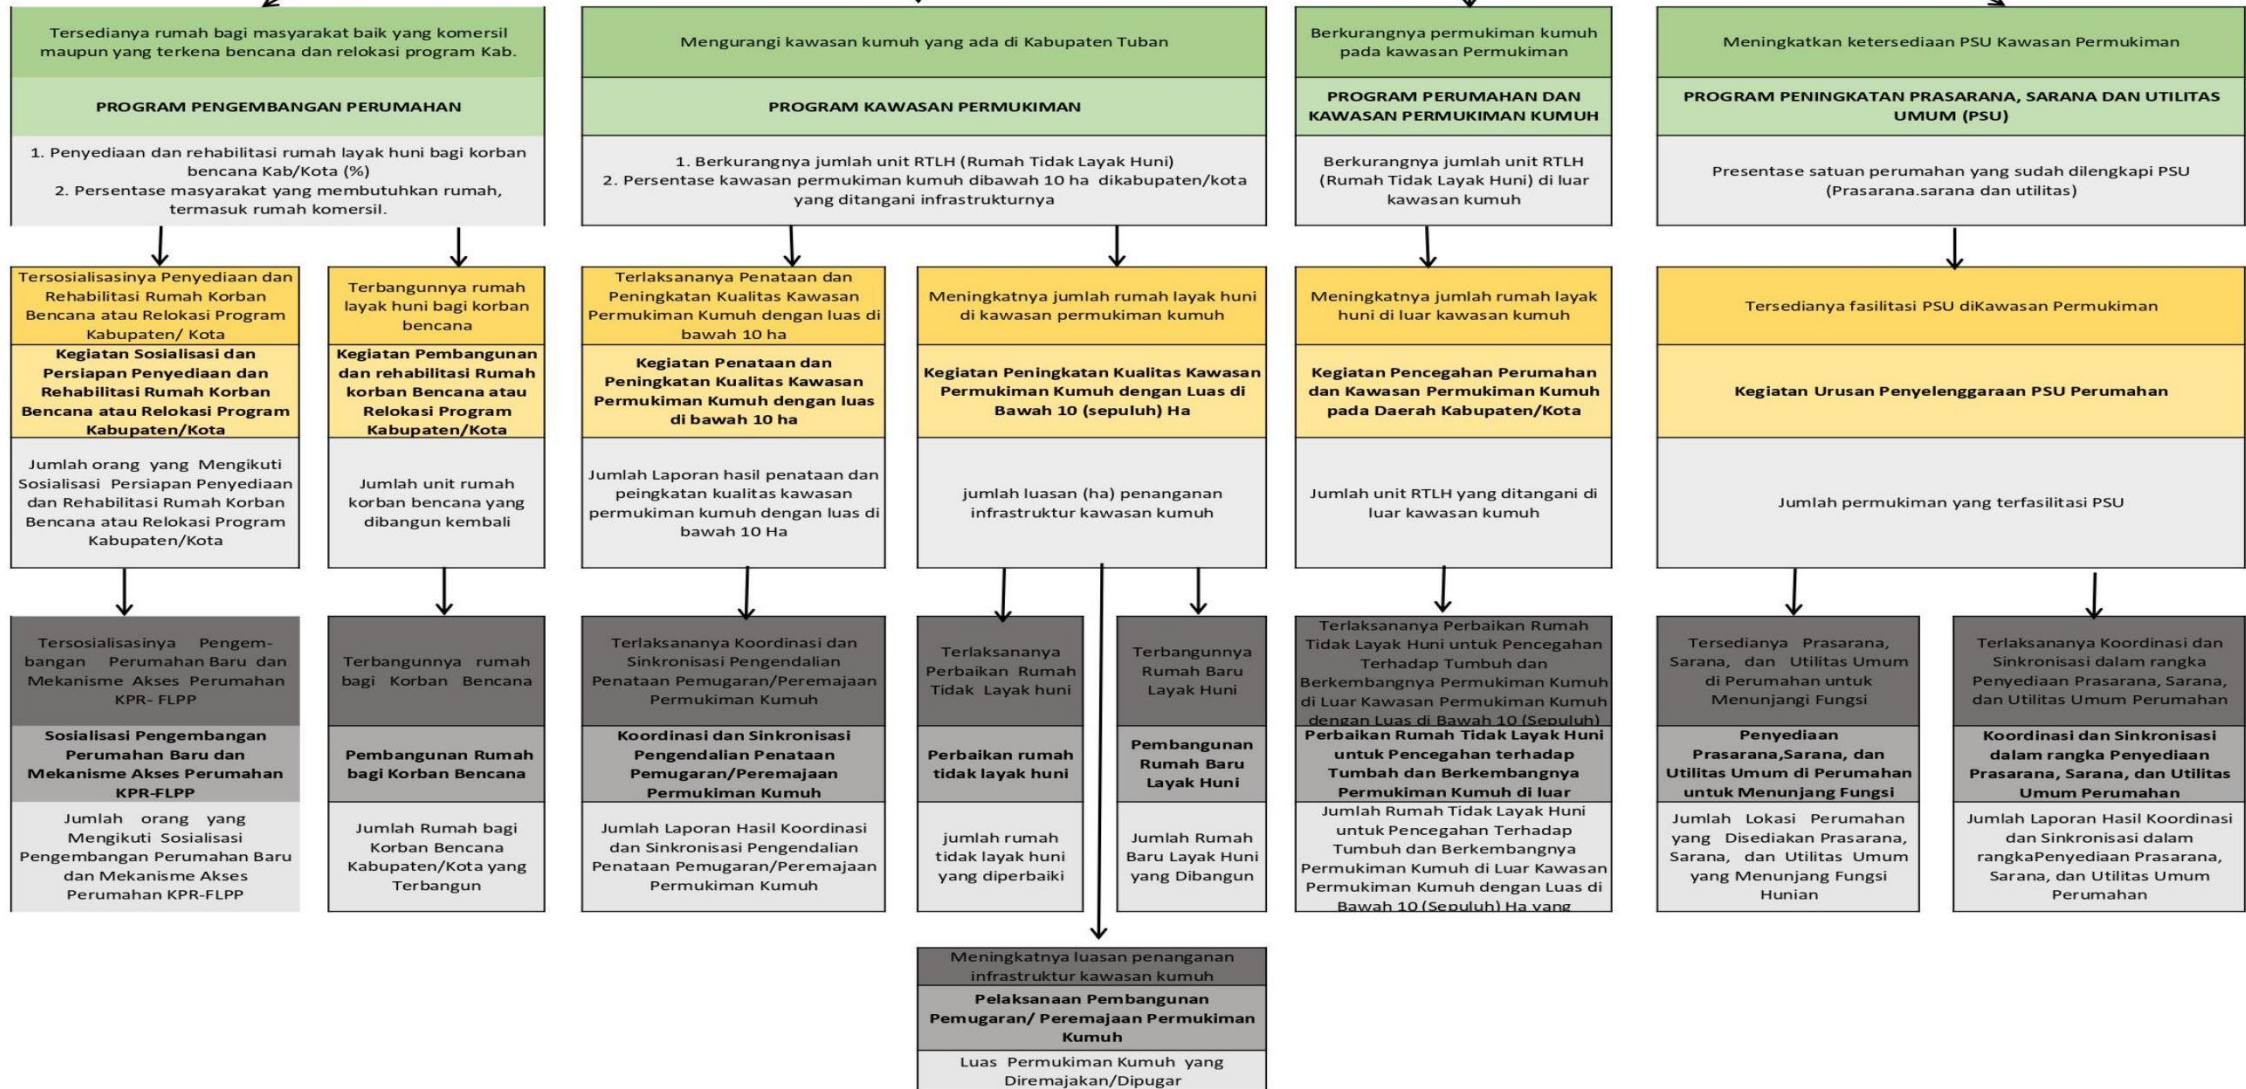 Tersedianya rumah bagi masyarakat baik yang komersil
maupun yang terkena bencana dan relokasi program Kab.
PROGRAM PENGEMBANGAN PERUMAHAN
1. Penyediaan dan rehabilitasi rumah layak huni bagi korban
bencana Kab/Kota (%)
2. Persentase masyarakat yang membutuhkan rumah,
termasuk rumah komersil.
Mengurangi kawasan kumuh yang ada di Kabupaten Tuban
PROGRAM KAWASAN PERMUKIMAN
1. Berkurangnya jumlah unit RTLH (Rumah Tidak Layak Huni)
2. Persentase kawasan permukiman kumuh dibawah 10 ha dikabupaten/kota
yang ditangani infrastrukturnya
Berkurangnya permukiman kumuh
pada kawasan Permukiman
PROGRAM PERUMAHAN DAN
KAWASAN PERMUKIMAN KUMUH
Berkurangnya jumlah unit RTLH
(Rumah Tidak Layak Huni) di luar
kawasan kumuh
Meningkatkan ketersediaan PSU Kawasan Permukiman
PROGRAM PENINGKATAN PRASARANA, SARANA DAN UTILITAS
UMUM (PSU)
Presentase satuan perumahan yang sudah dilengkapi PSU
(Prasarana.sarana dan utilitas)
Tersosialisasinya Penyediaan dan
Rehabilitasi Rumah Korban
Bencana atau Relokasi Program
Kabupaten/ Kota
Kegiatan Sosialisasi dan
Persiapan Penyediaan dan
Rehabilitasi Rumah Korban
Bencana atau Relokasi Program
Kabupaten/Kota
Jumlah orang yang Mengikuti
Sosialisasi Persiapan Penyediaan
dan Rehabilitasi Rumah Korban
Bencana atau Relokasi Program
Kabupaten/Kota
Terbangunnya rumah
layak huni bagi korban
bencana
Kegiatan Pembangunan
dan rehabilitasi Rumah
korban Bencana atau
Relokasi Program
Kabupaten/Kota
Jumlah unit rumah
korban bencana yang
dibangun kembali
Terlaksananya Penataan dan
Peningkatan Kualitas Kawasan
Permukiman Kumuh dengan luas di
bawah 10 ha
Kegiatan Penataan dan
Peningkatan Kualitas Kawasan
Permukiman Kumuh dengan luas
di bawah 10 ha
Jumlah Laporan hasil penataan dan
peingkatan kualitas kawasan
permukiman kumuh dengan luas di
bawah 10 Ha
Meningkatnya jumlah rumah layak huni
di kawasan permukiman kumuh
Kegiatan Peningkatan Kualitas Kawasan
Permukiman Kumuh dengan Luas di
Bawah 10 (sepuluh) Ha
jumlah luasan (ha) penanganan
infrastruktur kawasan kumuh
Meningkatnya jumlah rumah layak
huni di luar kawasan kumuh
Kegiatan Pencegahan Perumahan
dan Kawasan Permukiman Kumuh
pada Daerah Kabupaten/Kota
Jumlah unit RTLH yang ditangani di
luar kawasan kumuh
Tersedianya fasilitasi PSU diKawasan Permukiman
Kegiatan Urusan Penyelenggaraan PSU Perumahan
Jumlah permukiman yang terfasilitasi PSU
Tersosialisasinya Pengem-
bangan Perumahan Baru dan
Mekanisme Akses Perumahan
KPR- FLPP
Sosialisasi Pengembangan
Perumahan Baru dan
Mekanisme Akses Perumahan
KPR-FLPP
Jumlah orang yang
Mengikuti Sosialisasi
Pengembangan Perumahan Baru
dan Mekanisme Akses
Perumahan KPR-FLPP
Terbangunnya rumah
bagi Korban Bencana
Pembangunan Rumah
bagi Korban Bencana
Jumlah Rumah bagi
Korban Bencana
Kabupaten/Kota yang
Terbangun
Terlaksananya Koordinasi dan
Sinkronisasi Pengendalian
Penataan Pemugaran/Peremajaan
Permukiman Kumuh
Koordinasi dan Sinkronisasi
Pengendalian Penataan
Pemugaran/Peremajaan
Permukiman Kumuh
Jumlah Laporan Hasil Koordinasi
dan Sinkronisasi Pengendalian
Penataan Pemugaran/Peremajaan
Permukiman Kumuh
Terlaksananya
Perbaikan Rumah
Tidak Layak huni
Perbaikan rumah
tidak layak huni
jumlah rumah
tidak layak huni
yang diperbaiki
Terbangunnya
Rumah Baru
Layak Huni
Pembangunan
Rumah Baru
Layak Huni
Jumlah Rumah
Baru Layak Huni
yang Dibangun
Terlaksananya Perbaikan Rumah
Tidak Layak Huni untuk Pencegahan
Terhadap Tumbuh dan
Berkembangnya Permukiman Kumuh
di Luar Kawasan Permukiman Kumuh
dengan Luas di Bawah 10 (Sepuluh)
Perbaikan Rumah Tidak Layak Huni
untuk Pencegahan terhadap
Tumbah dan Berkembangnya
Permukiman Kumuh di luar
Jumlah Rumah Tidak Layak Huni
untuk Pencegahan Terhadap
Tumbuh dan Berkembangnya
Permukiman Kumuh di Luar Kawasan
Permukiman Kumuh dengan Luas di
Bawah 10 (Sepuluh) Ha yang
Tersedianya Prasarana,
Sarana, dan Utilitas Umum
di Perumahan untuk
Menunjangi Fungsi
Penyediaan
Prasarana,Sarana, dan
Utilitas Umum di Perumahan
untuk Menunjang Fungsi
Jumlah Lokasi Perumahan
yang Disediakan Prasarana,
Sarana, dan Utilitas Umum
yang Menunjang Fungsi
Hunian
Terlaksananya Koordinasi dan
Sinkronisasi dalam rangka
Penyediaan Prasarana, Sarana,
dan Utilitas Umum Perumahan
Koordinasi dan Sinkronisasi
dalam rangka Penyediaan
Prasarana, Sarana, dan Utilitas
Umum Perumahan
Jumlah Laporan Hasil Koordinasi
dan Sinkronisasi dalam
rangkaPenyediaan Prasarana,
Sarana, dan Utilitas Umum
Perumahan
Meningkatnya luasan penanganan
infrastruktur kawasan kumuh
Pelaksanaan Pembangunan
Pemugaran/ Peremajaan Permukiman
Kumuh
Luas Permukiman Kumuh yang
Diremajakan/Dipugar